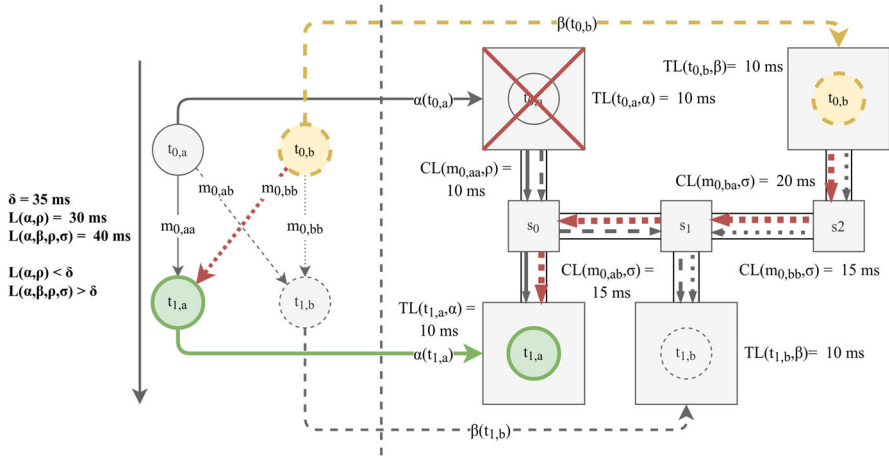 β(t0,b)
TL(t0,b,β)= 10 ms
t0,b
t0,a
α(t0,a)
TL(t0,a,α) = 10 ms
t0,a
t0,b
CL(m0,aa,ρ)=
10 ms
CL(m0,ba,σ) = 20 ms
m0,ab
m0,bb
δ = 35 ms
L(α,ρ) = 30 ms
L(α,β,ρ,σ) = 40 ms
m0,aa
m0,bb
s0
s1
s2
L(α,ρ) < δ
L(α,β,ρ,σ) > δ
CL(m0,ab,σ)=
15 ms
CL(m0,bb,σ) = 15 ms
t1,a
t1,b
TL(t1,a,α)=
10 ms
α(t1,a)
t1,a
t1,b
TL(t1,b,β)= 10 ms
β(t1,b)